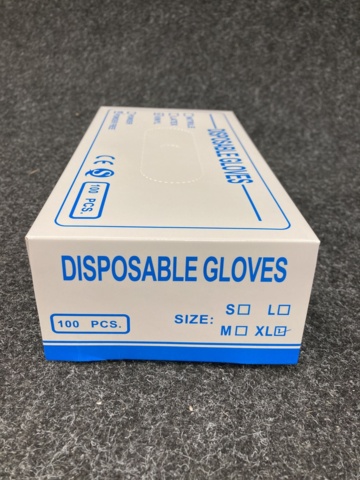 DISPOSABLE GLOVES
CE
100 PCS.
DISPOSABLE GLOVES
100 PCS.
SIZE:
S L
M XL